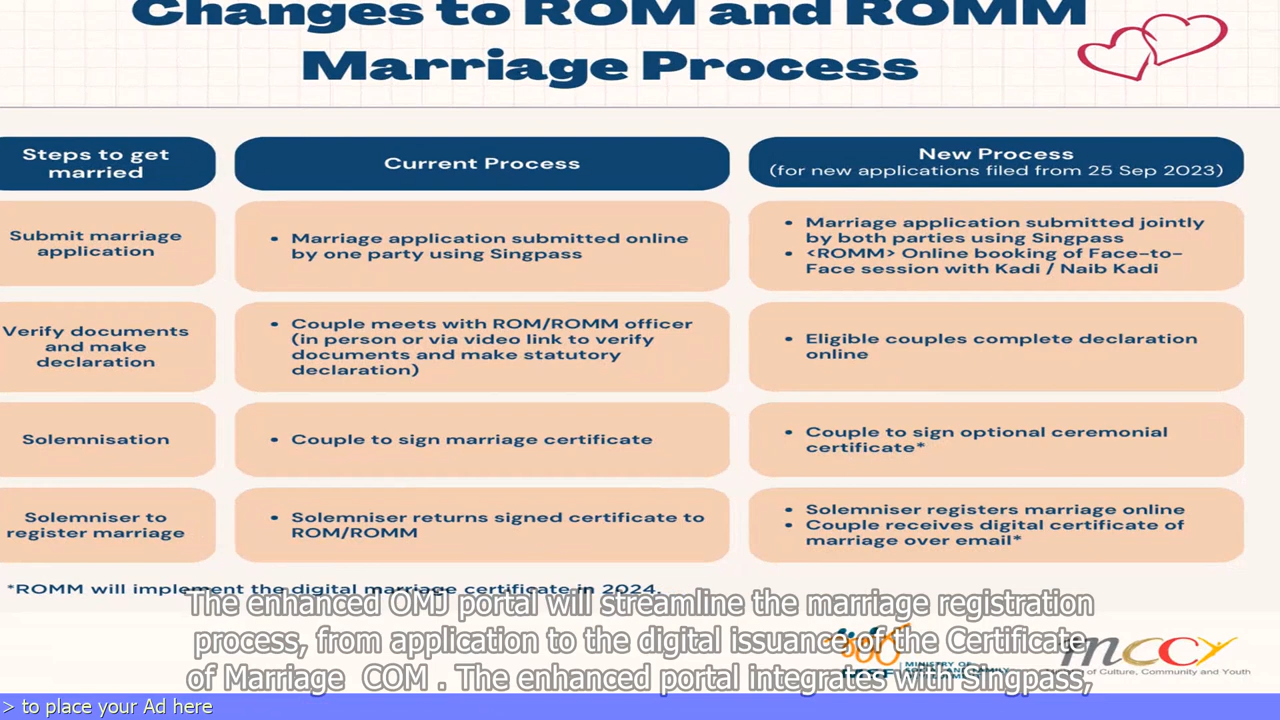 Changes to ROM and ROMM
Marriage Process
Steps to get
married
Current Process
New Process
(for new applications filed from 25 Sep 2023)
Submit marriage
application
• Marriage application submitted online
by one party using Singpass
• Marriage application submitted jointly
by both parties using Singpass
• <ROMM> Online booking of Face-to-
Face session with Kadi / Naib Kadi
Verify documents
and make
declaration
• Couple meets with ROM/ROMM officer
(in person or via video link to verify
documents and make statutory
declaration)
• Eligible couples complete declaration
online
Solemnisation
• Couple to sign marriage certificate
• Couple to sign optional ceremonial
certificate*
Solemniser to
register marriage
• Solemniser returns signed certificate to
ROM/ROMM
• Solemniser registers marriage online
• Couple receives digital certificate of
marriage over email*
*ROMM will implement the digital marriage certificate in 2024.
The enhanced OMJ portal will streamline the marriage registration
process, from application to the digital issuance of the Certificate
of Marriage COM . The enhanced portal integrates with Singpass,
mccy
of Culture, Community and Youth
> to place your Ad here